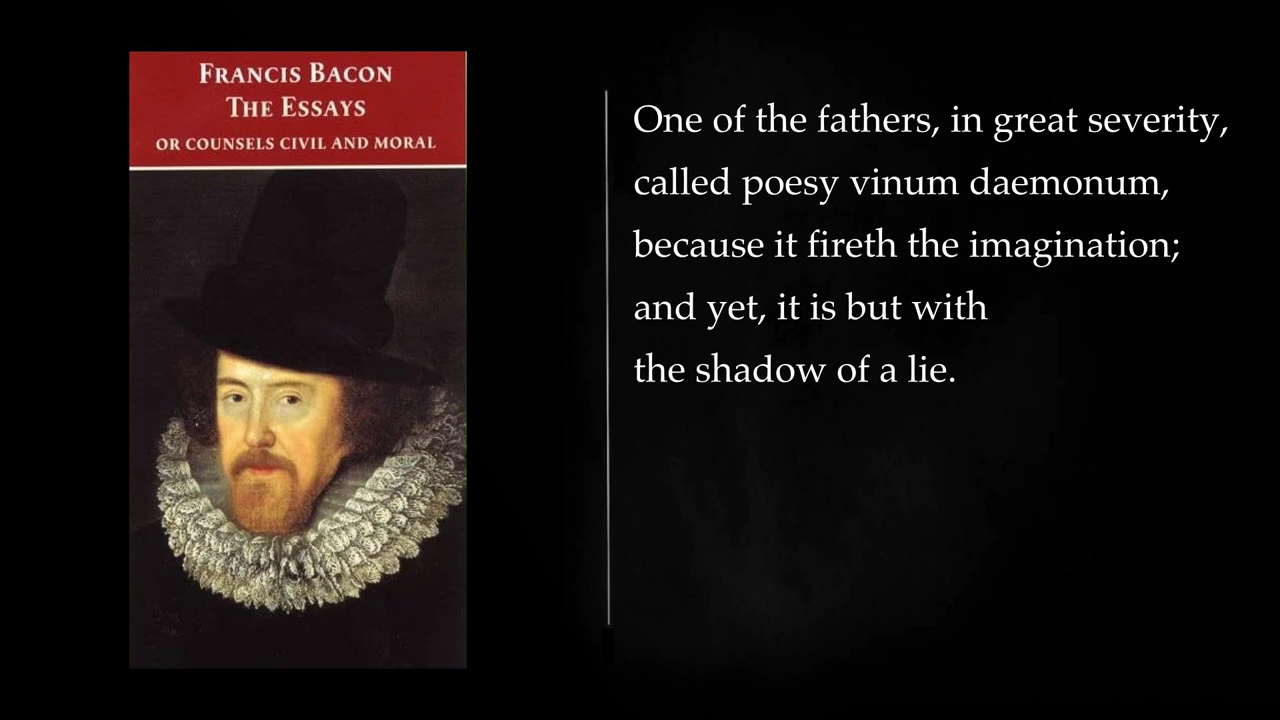 FRANCIS BACON
THE ESSAYS
OR COUNSELS CIVIL AND MORAL
One of the fathers, in great severity,
called poesy vinum daemonum,
because it fireth the imagination;
and yet, it is but with
the shadow of a lie.